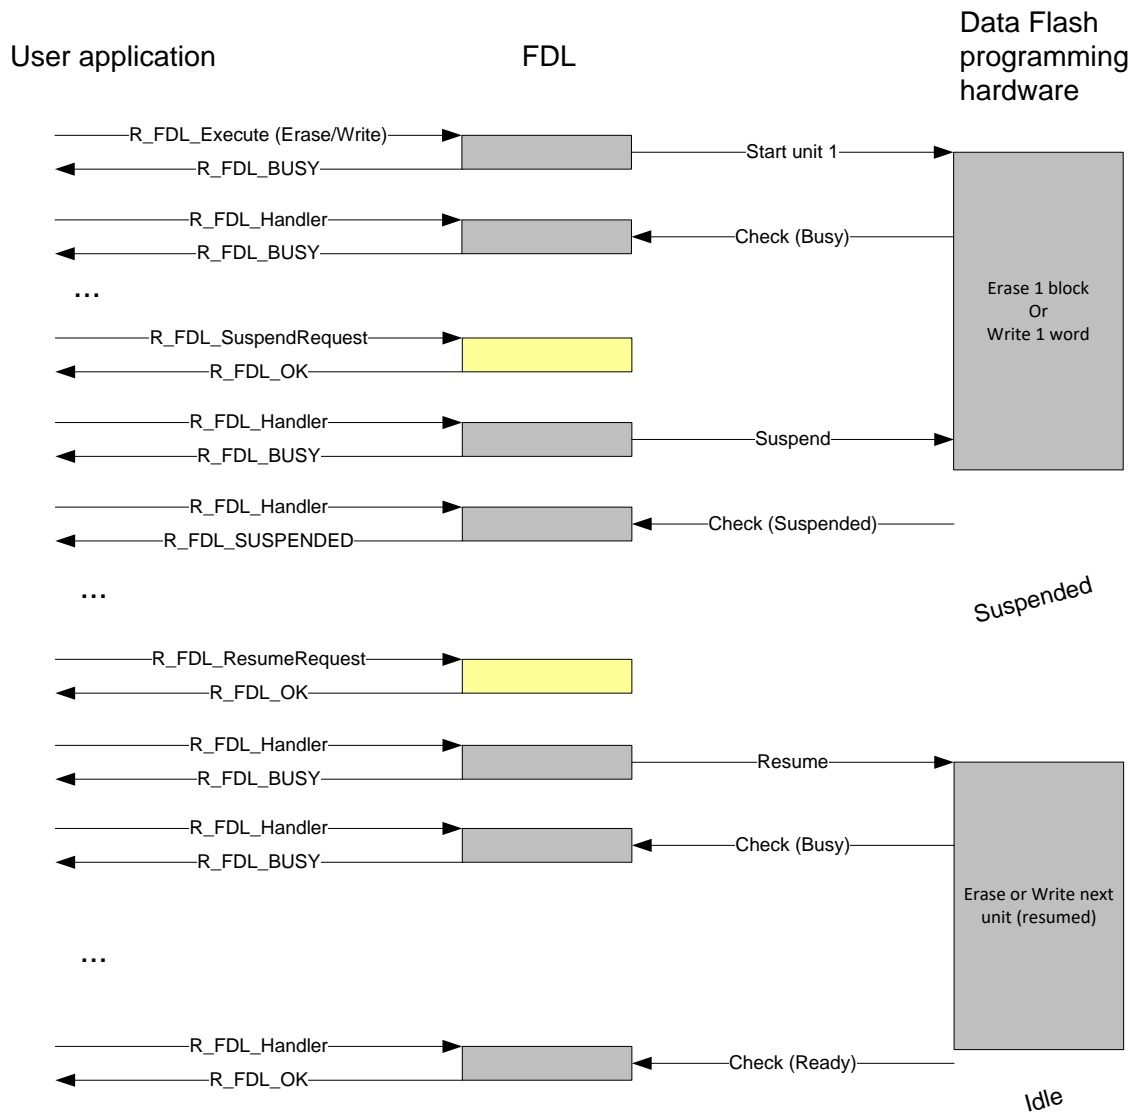 User application
FDL
Data Flash
programming
hardware
R_FDL_Execute (Erase/Write)
Start unit 1
R_FDL_BUSY
R_FDL_Handler
Check (Busy)
R_FDL_BUSY
...
Erase 1 block
Or
Write 1 word
R_FDL_SuspendRequest
R_FDL_OK
R_FDL_Handler
Suspend
R_FDL_BUSY
R_FDL_Handler
Check (Suspended)
R_FDL_SUSPENDED
...
Suspended
R_FDL_ResumeRequest
R_FDL_OK
R_FDL_Handler
Resume
R_FDL_BUSY
R_FDL_Handler
Check (Busy)
R_FDL_BUSY
Erase or Write next
unit (resumed)
...
R_FDL_Handler
Check (Ready)
R_FDL_OK
Idle